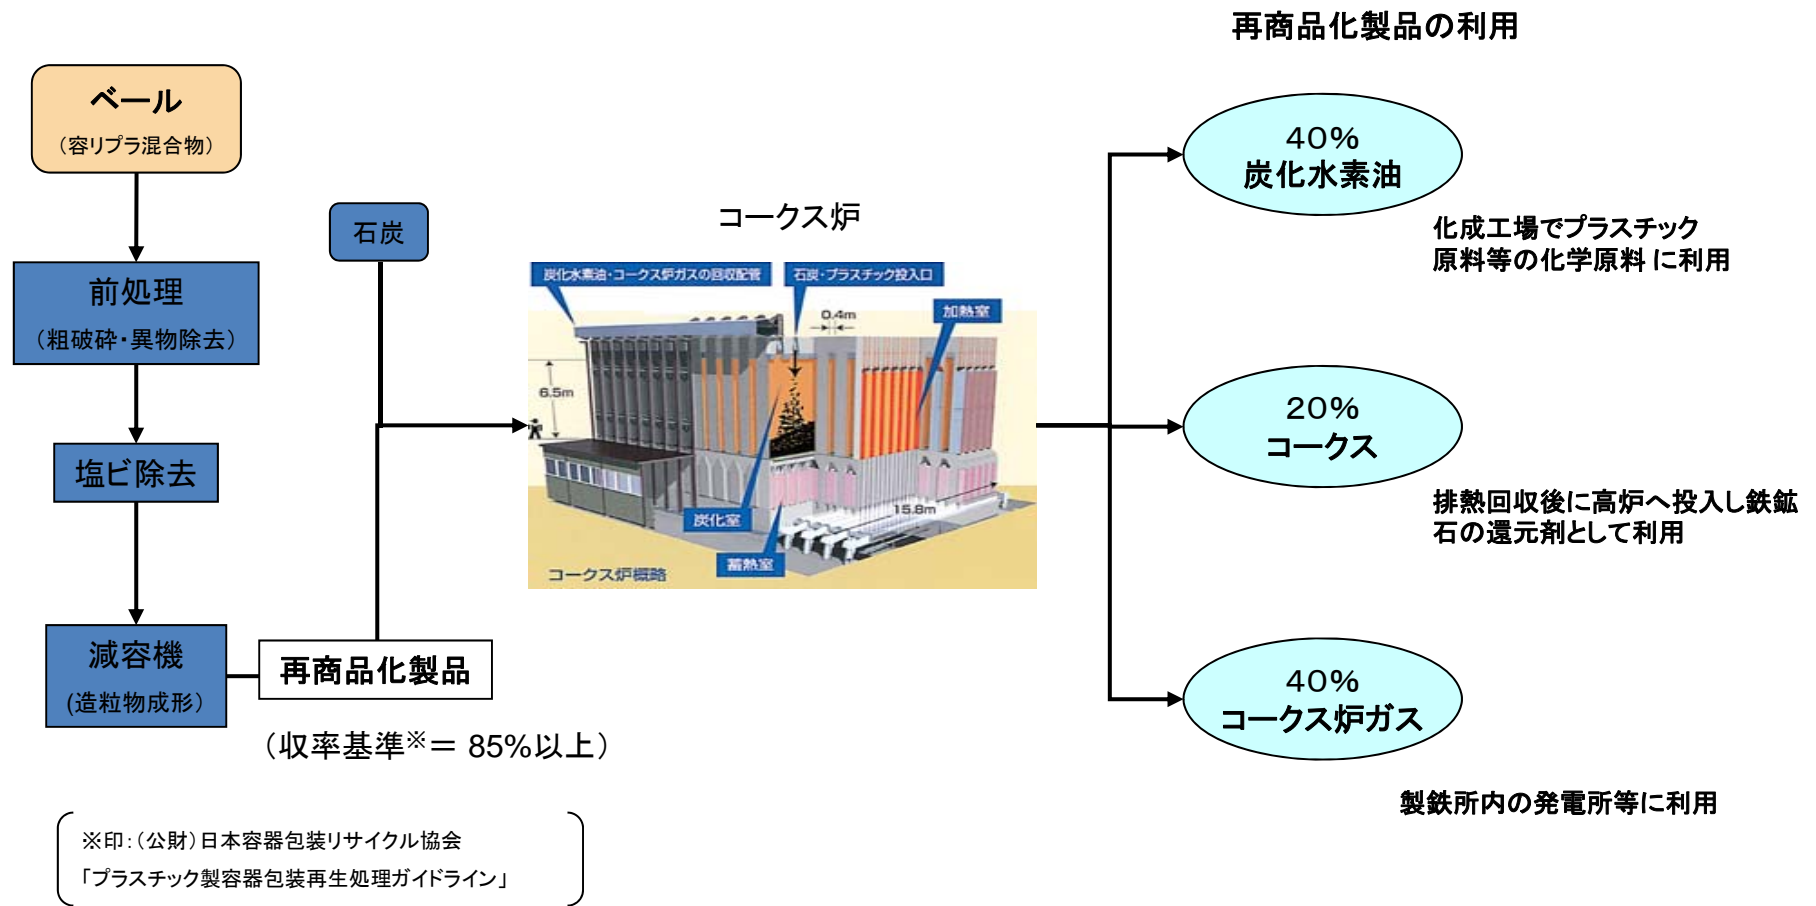 再商品化製品の利用
ベール
（容リプラ混合物）
前処理
（粗破砕・異物除去）
塩ビ除去
減容機
(造粒物成形）
石炭
再商品化製品
（収率基準※＝ 85%以上）
コークス炉
炭化水素油・コークス炉ガスの回収配管
石炭・プラスチック投入口
加熱室
0.4m
6.5m
15.8m
炭化室
蓄熱室
コークス炉概略
40%
炭化水素油
化成工場でプラスチック
原料等の化学原料に利用
20%
コークス
排熱回収後に高炉へ投入し鉄鉱
石の還元剤として利用
40%
コークス炉ガス
製鉄所内の発電所等に利用
※印：（公財）日本容器包装リサイクル協会
「プラスチック製容器包装再生処理ガイドライン」